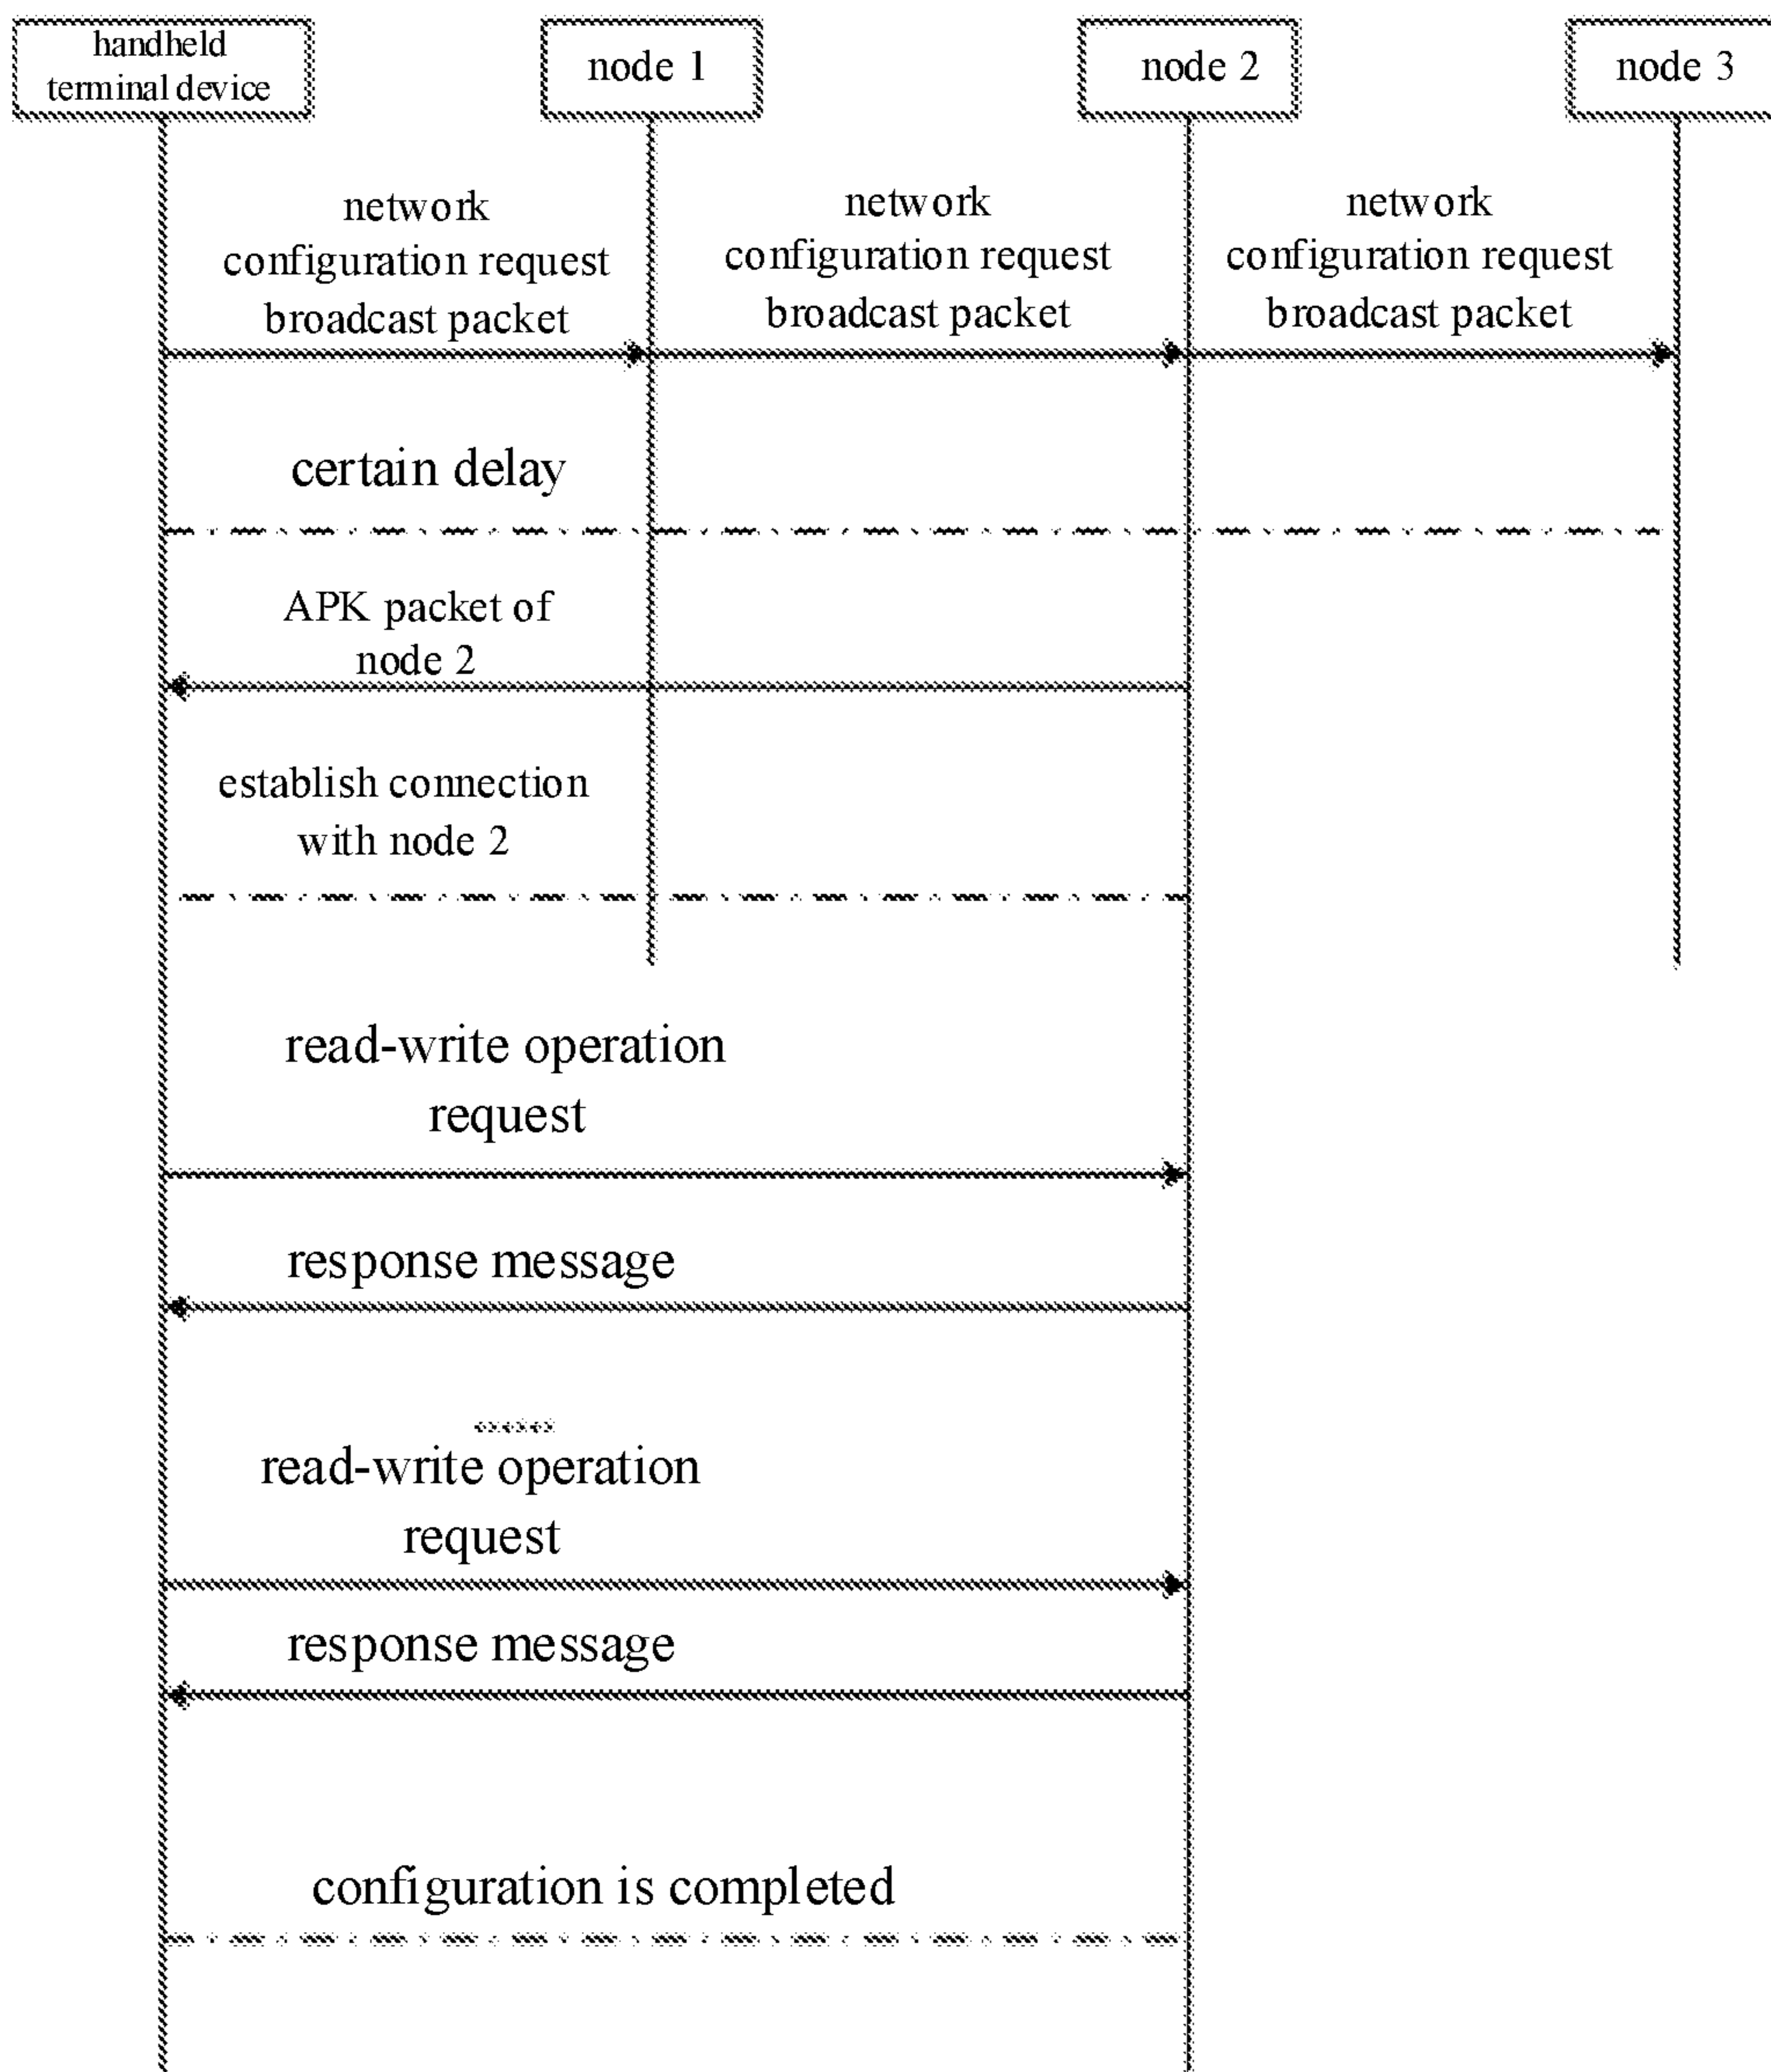 handheld
terminal device
node 1
node 2
node 3
network
configuration request
broadcast packet
network
configuration request
broadcast packet
network
configuration request
broadcast packet
certain delay
APK packet of
node 2
establish connection
with node 2
read-write operation
request
response message
......
read-write operation
request
response message
configuration is completed